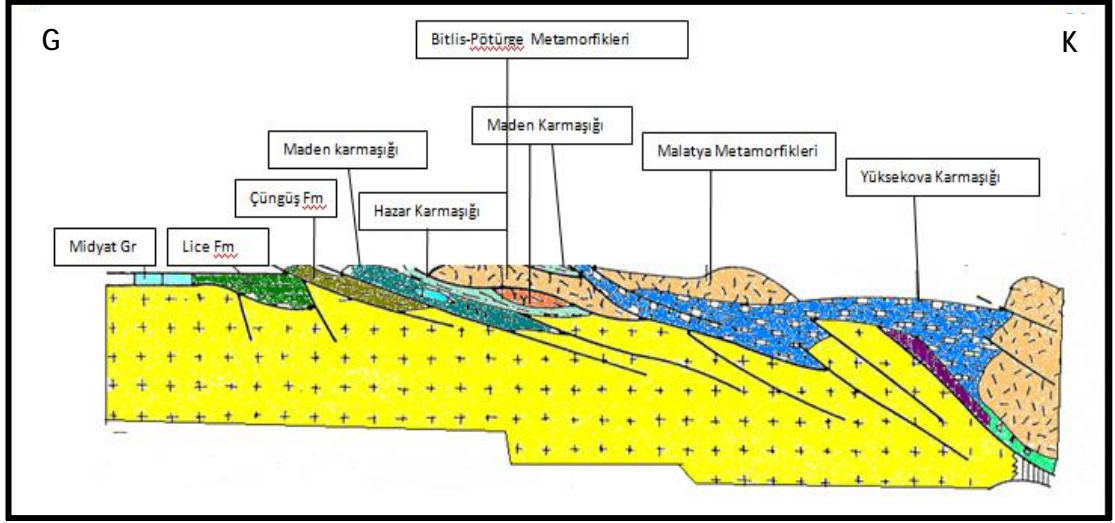 G
K
Bitlis-Pötürge Metamorfikleri
Maden Karmaşığı
Maden karmaşığı
Malatya Metamorfikleri
Yüksekova Karmaşığı
Çüngüş Fm
Hazar Karmaşığı
Midyat Gr
Lice Fm